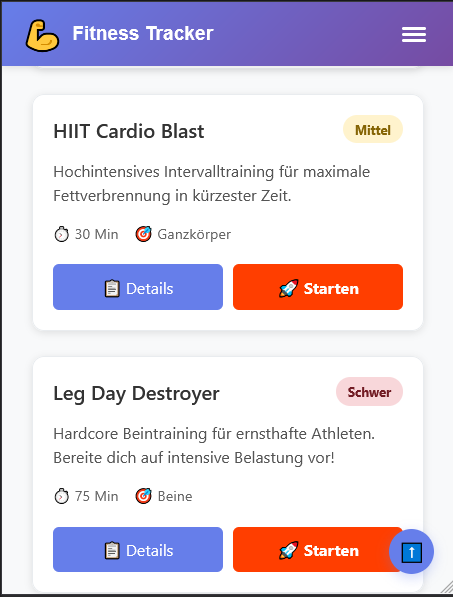 Fitness Tracker
HIIT Cardio Blast
Mittel
Hochintensives Intervalltraining für maximale
Fettverbrennung in kürzester Zeit.
30 Min Ganzkörper
Details
Starten
Leg Day Destroyer
Schwer
Hardcore Beintraining für ernsthafte Athleten.
Bereite dich auf intensive Belastung vor!
75 Min Beine
Details
Starten